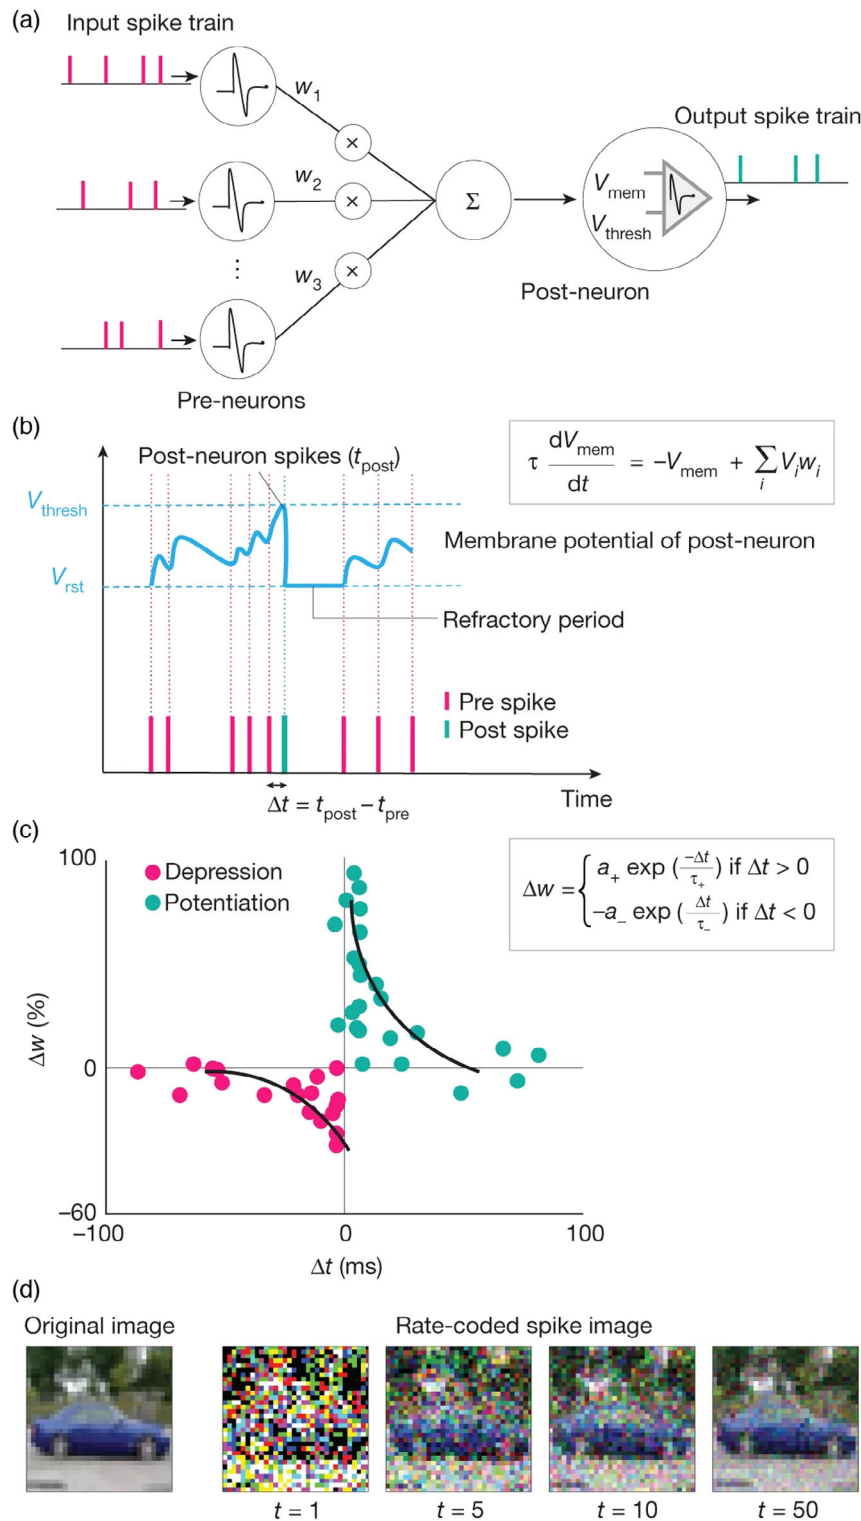 (a)
Input spike train
w1
Output spike train
w2
×
×
Σ
Vmem
Vthresh
⋮
w3
×
Post-neuron
Pre-neurons
(b)
Post-neuron spikes (tpost)
τ dVmem/dt = –Vmem + ∑i Viwi
Vthresh
Membrane potential of post-neuron
Vrst
Refractory period
Pre spike
Post spike
Δt = tpost – tpre
Time
(c)
100
Depression
Potentiation
Δw = { a+ exp (–Δt/τ+) if Δt > 0
–a– exp (Δt/τ–) if Δt < 0
Δw (%)
0
–60
–100
0
100
Δt (ms)
(d)
Original image
Rate-coded spike image
t = 1
t = 5
t = 10
t = 50